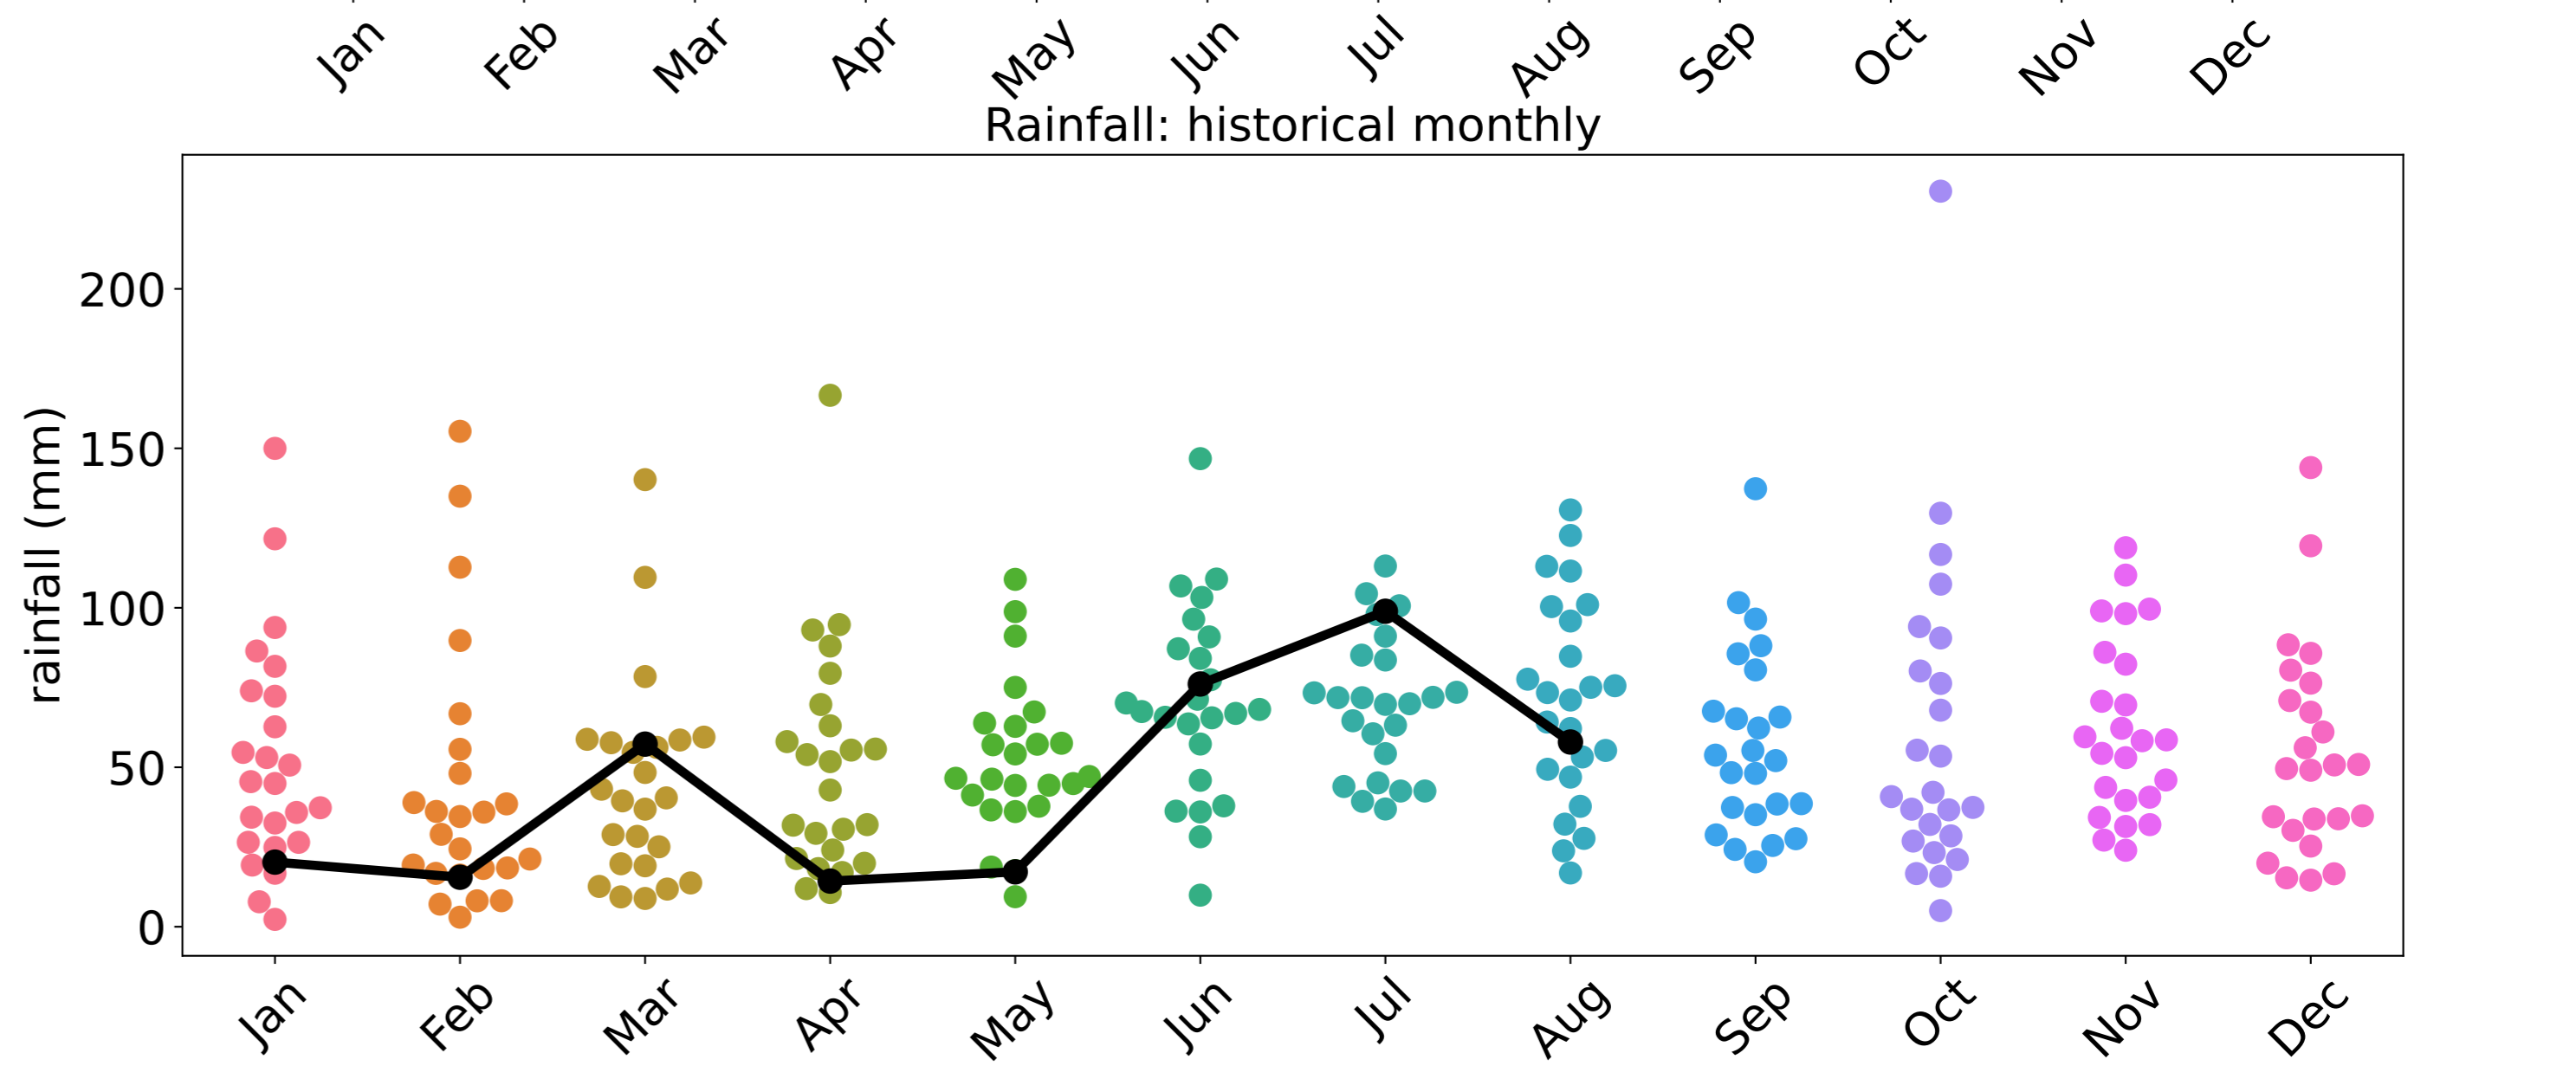 Jan Feb Mar Apr May Jun Jul Aug Sep Oct Nov Dec
Rainfall: historical monthly
rainfall (mm)
200
150
100
50
0
Jan Feb Mar Apr May Jun Jul Aug Sep Oct Nov Dec